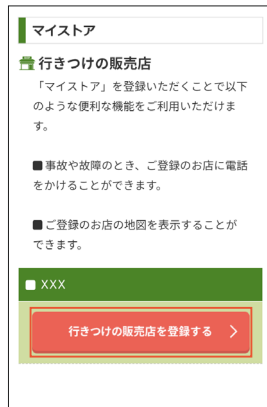 マイストア
行きつけの販売店
「マイストア」を登録いただくことで以下
のような便利な機能をご利用いただけま
す。
■事故や故障のとき、ご登録のお店に電話
をかけることができます。
■ご登録のお店の地図を表示することが
できます。
■ XXX
行きつけの販売店を登録する